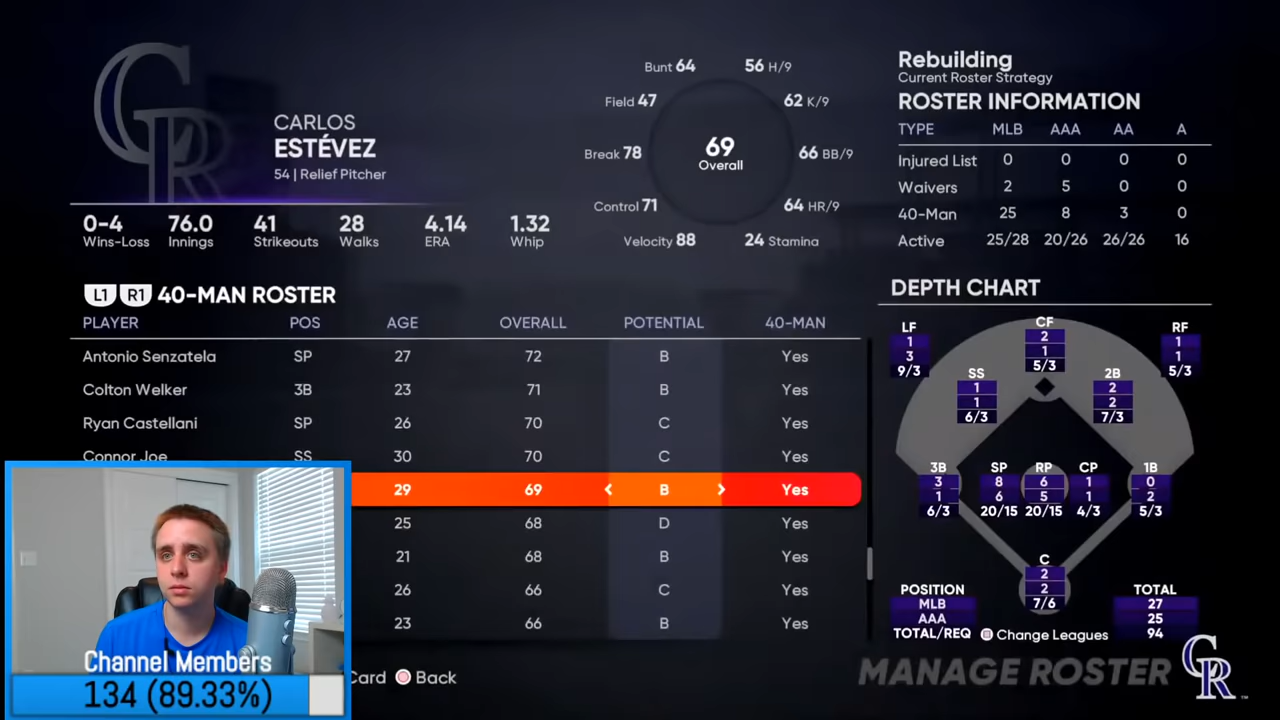 CARLOS
ESTÉVEZ
54 | Relief Pitcher
0-4 76.0 41 28 4.14 1.32
Wins-Loss Innings Strikeouts Walks ERA Whip
Bunt 64 56 H/9
Field 47 62 K/9
Break 78 69 66 BB/9
Overall
Control 71 64 HR/9
Velocity 88 24 Stamina
Rebuilding
Current Roster Strategy
ROSTER INFORMATION
TYPE MLB AAA AA A
Injured List 0 0 0 0
Waivers 2 5 0 0
40-Man 25 8 3 0
Active 25/28 20/26 26/26 16
L1 R1 40-MAN ROSTER
PLAYER POS AGE OVERALL POTENTIAL 40-MAN
Antonio Senzatela SP 27 72 B Yes
Colton Welker 3B 23 71 B Yes
Ryan Castellani SP 26 70 C Yes
Connor Joe SS 30 70 C Yes
29 69 B Yes
25 68 D Yes
21 68 B Yes
26 66 C Yes
23 66 B Yes
DEPTH CHART
LF
1
3
9/3
CF
2
1
5/3
RF
1
1
5/3
SS
1
1
6/3
2B
2
2
7/3
3B
3
1
6/3
SP
8
6
20/15
RP
6
5
20/15
CP
1
1
4/3
1B
0
2
5/3
C
2
2
7/6
POSITION TOTAL
MLB 27
AAA 25
TOTAL/REQ Change Leagues 94
MANAGE ROSTER
CR
Card Back
Channel Members
134 (89.33%)